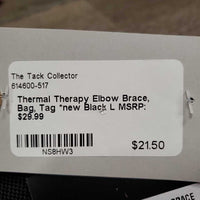 The Tack Collector
614600-517
Thermal Therapy Elbow Brace,
Bag, Tag *new Black L MSRP:
$29.99
NS8HW3
$21.50